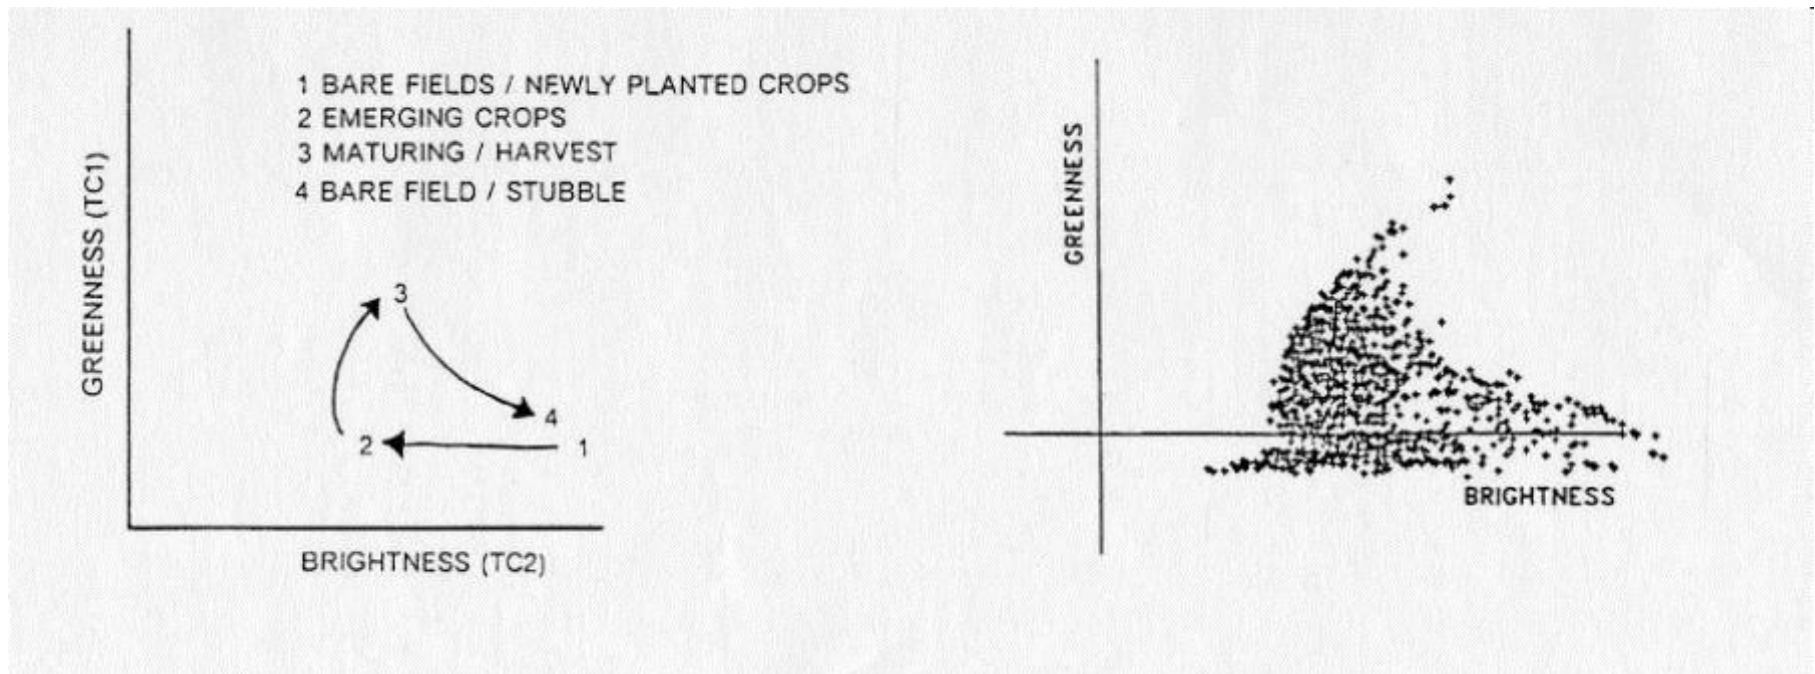 1 BARE FIELDS / NEWLY PLANTED CROPS
2 EMERGING CROPS
3 MATURING / HARVEST
4 BARE FIELD / STUBBLE
GREENNESS (TC1)
3
4
2
1
BRIGHTNESS (TC2)
GREENNESS
BRIGHTNESS